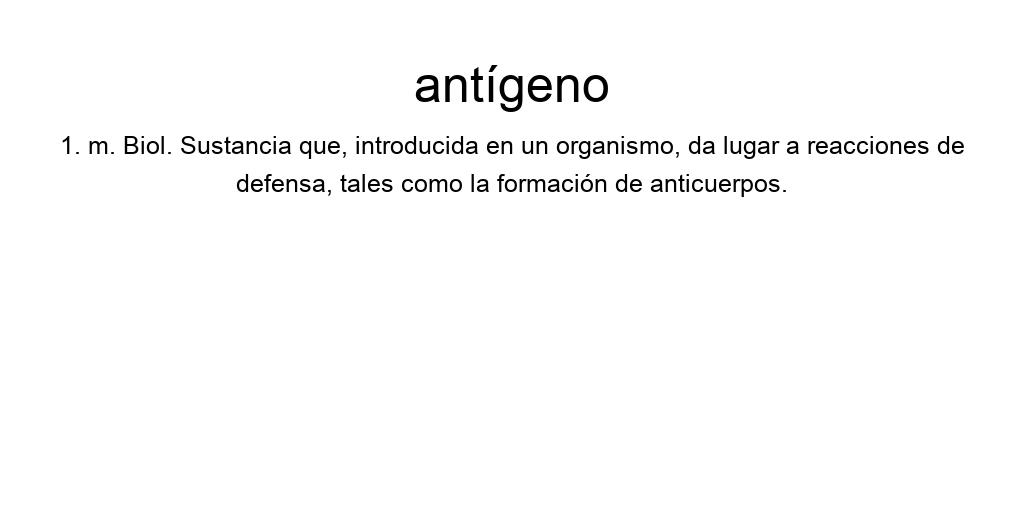 antígeno
1. m. Biol. Sustancia que, introducida en un organismo, da lugar a reacciones de
defensa, tales como la formación de anticuerpos.